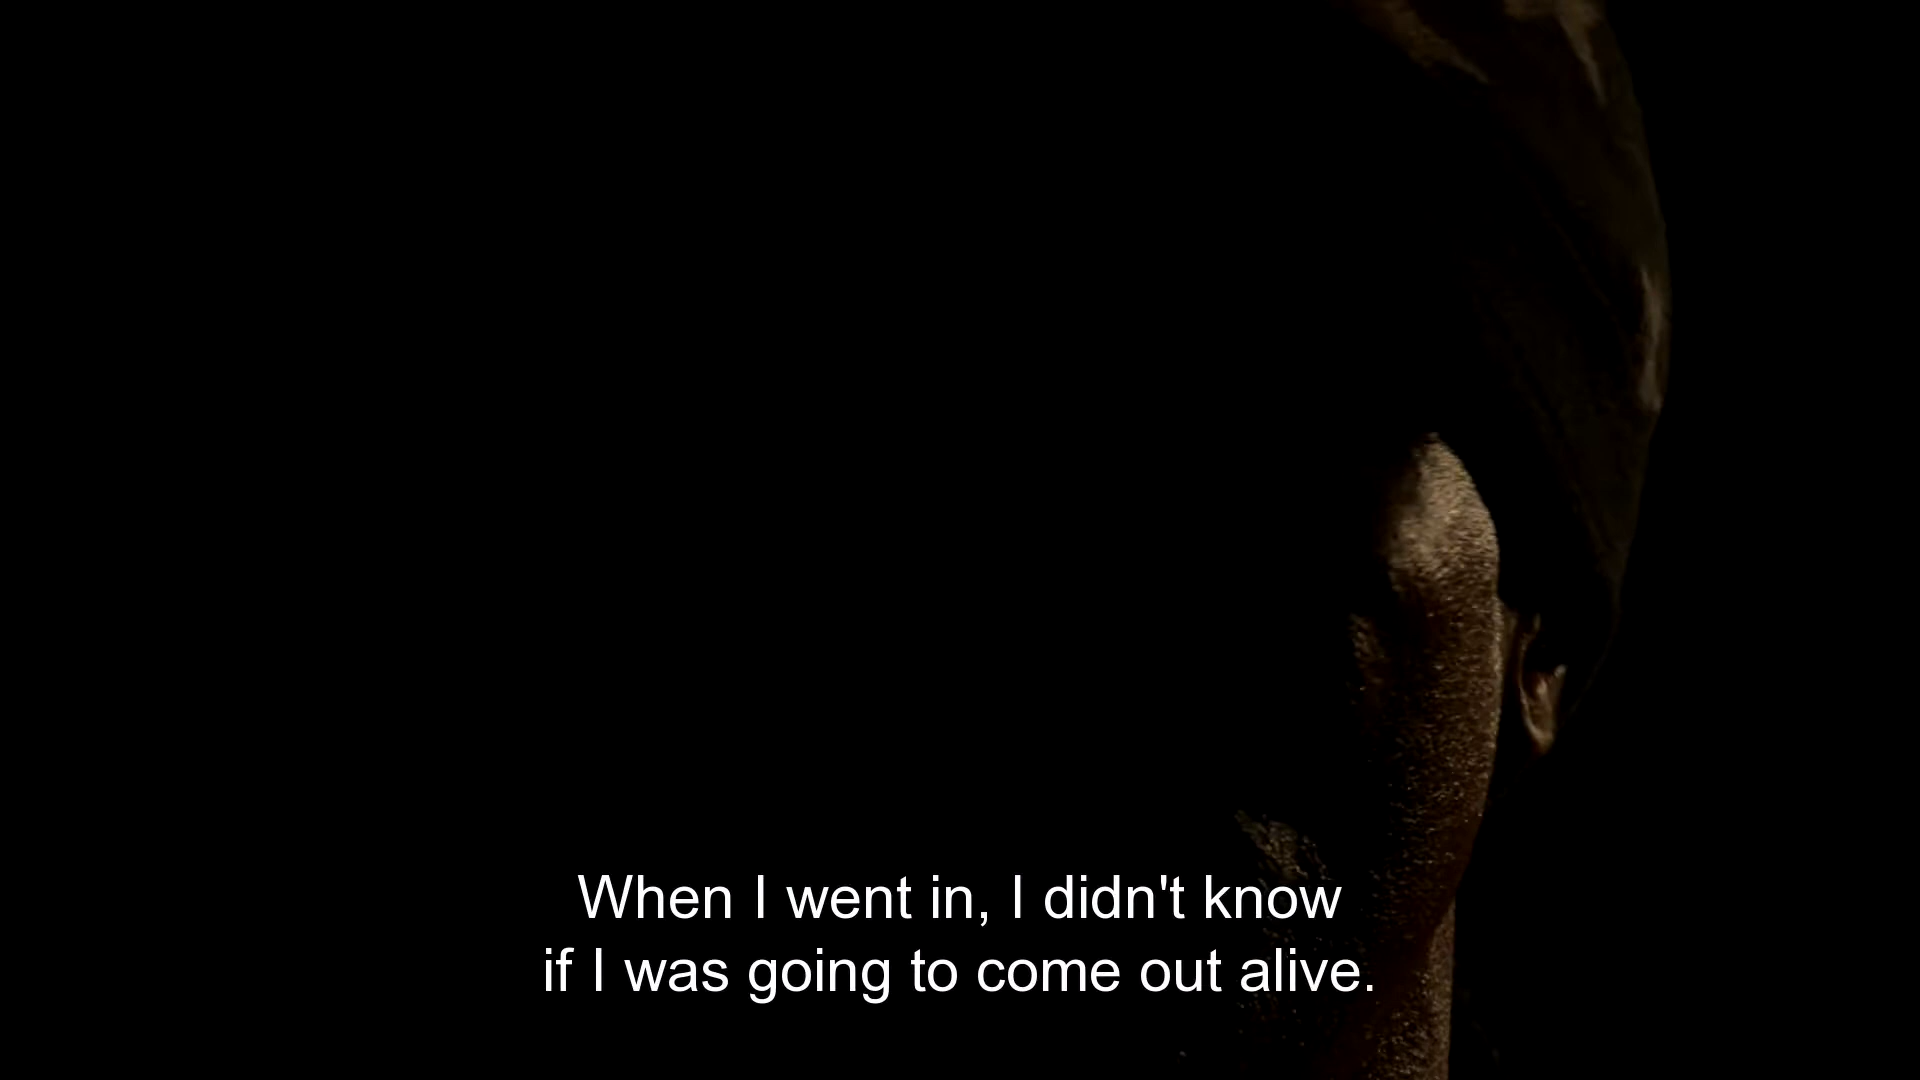 When I went in, I didn't know
if I was going to come out alive.